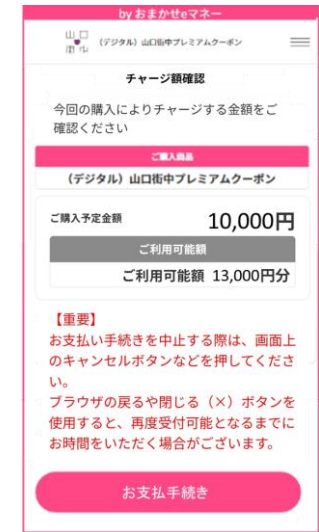 by おまかせeマネー
山口
街中
(デジタル) 山口街中プレミアムクーポン
チャージ額確認
今回の購入によりチャージする金額をご
確認ください
ご購入商品
(デジタル) 山口街中プレミアムクーポン
ご購入予定金額 10,000円
ご利用可能額
ご利用可能額 13,000円分
【重要】
お支払い手続きを中止する際は、画面上
のキャンセルボタンなどを押してくださ
い。
ブラウザの戻るや閉じる（×）ボタンを
使用すると、再度受付可能となるまでに
お時間をいただく場合がございます。
お支払手続き